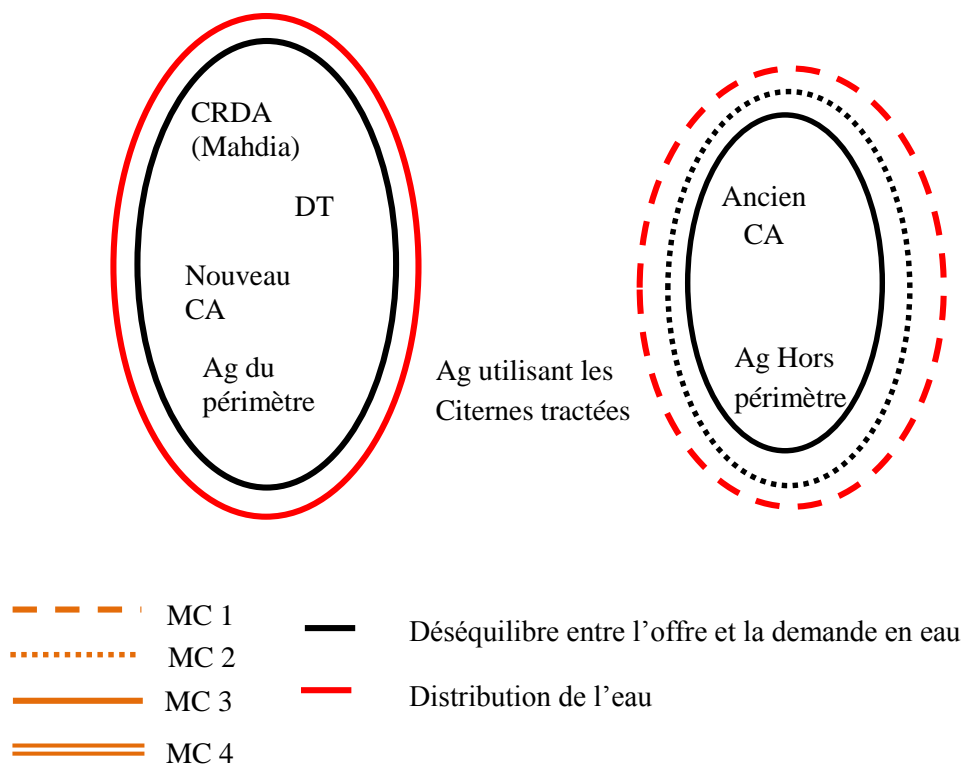 CRDA
(Mahdia)
DT
Nouveau
CA
Ag du
périmètre
Ag utilisant les
Citernes tractées
Ancien
CA
Ag Hors
périmètre
MC 1
MC 2
MC 3
MC 4
Déséquilibre entre l’offre et la demande en eau
Distribution de l’eau